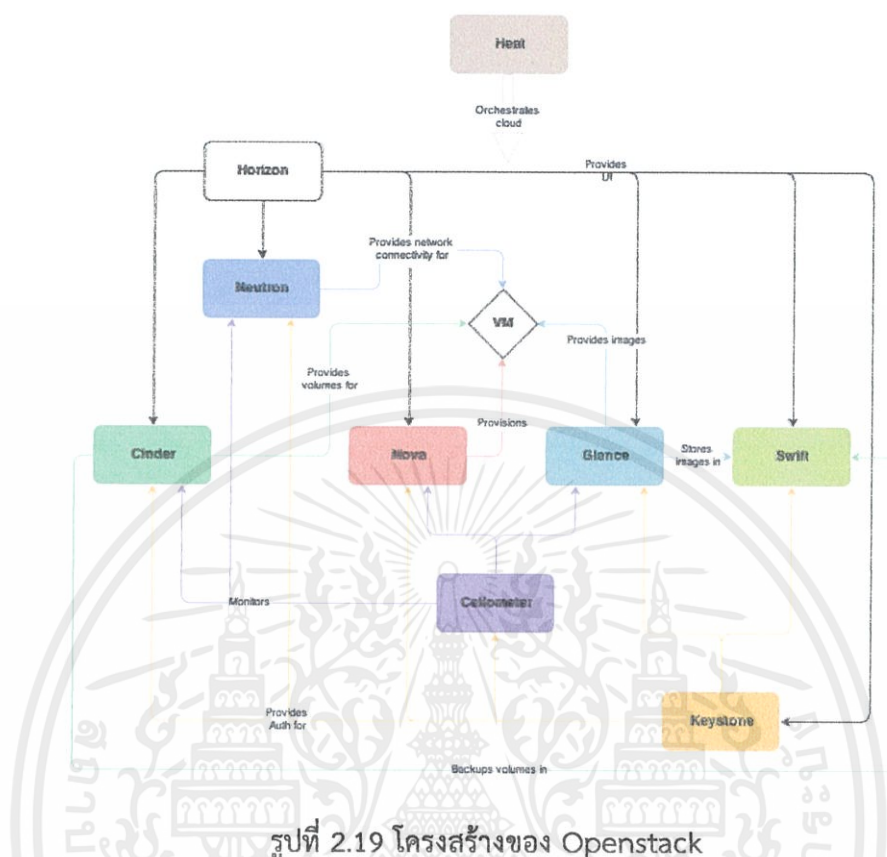 Heat
Orchestrates
cloud
Horizon
Provides
UI
Provides network
connectivity for
Neutron
VM
Provides images
Provides
volumes for
Provisions
Cinder
Nova
Glance
Stores
images in
Swift
Ceilometer
Monitors
Keystone
Provides
Auth for
Backups volumes in
รูปที่ 2.19 โครงสร้างของ Openstack